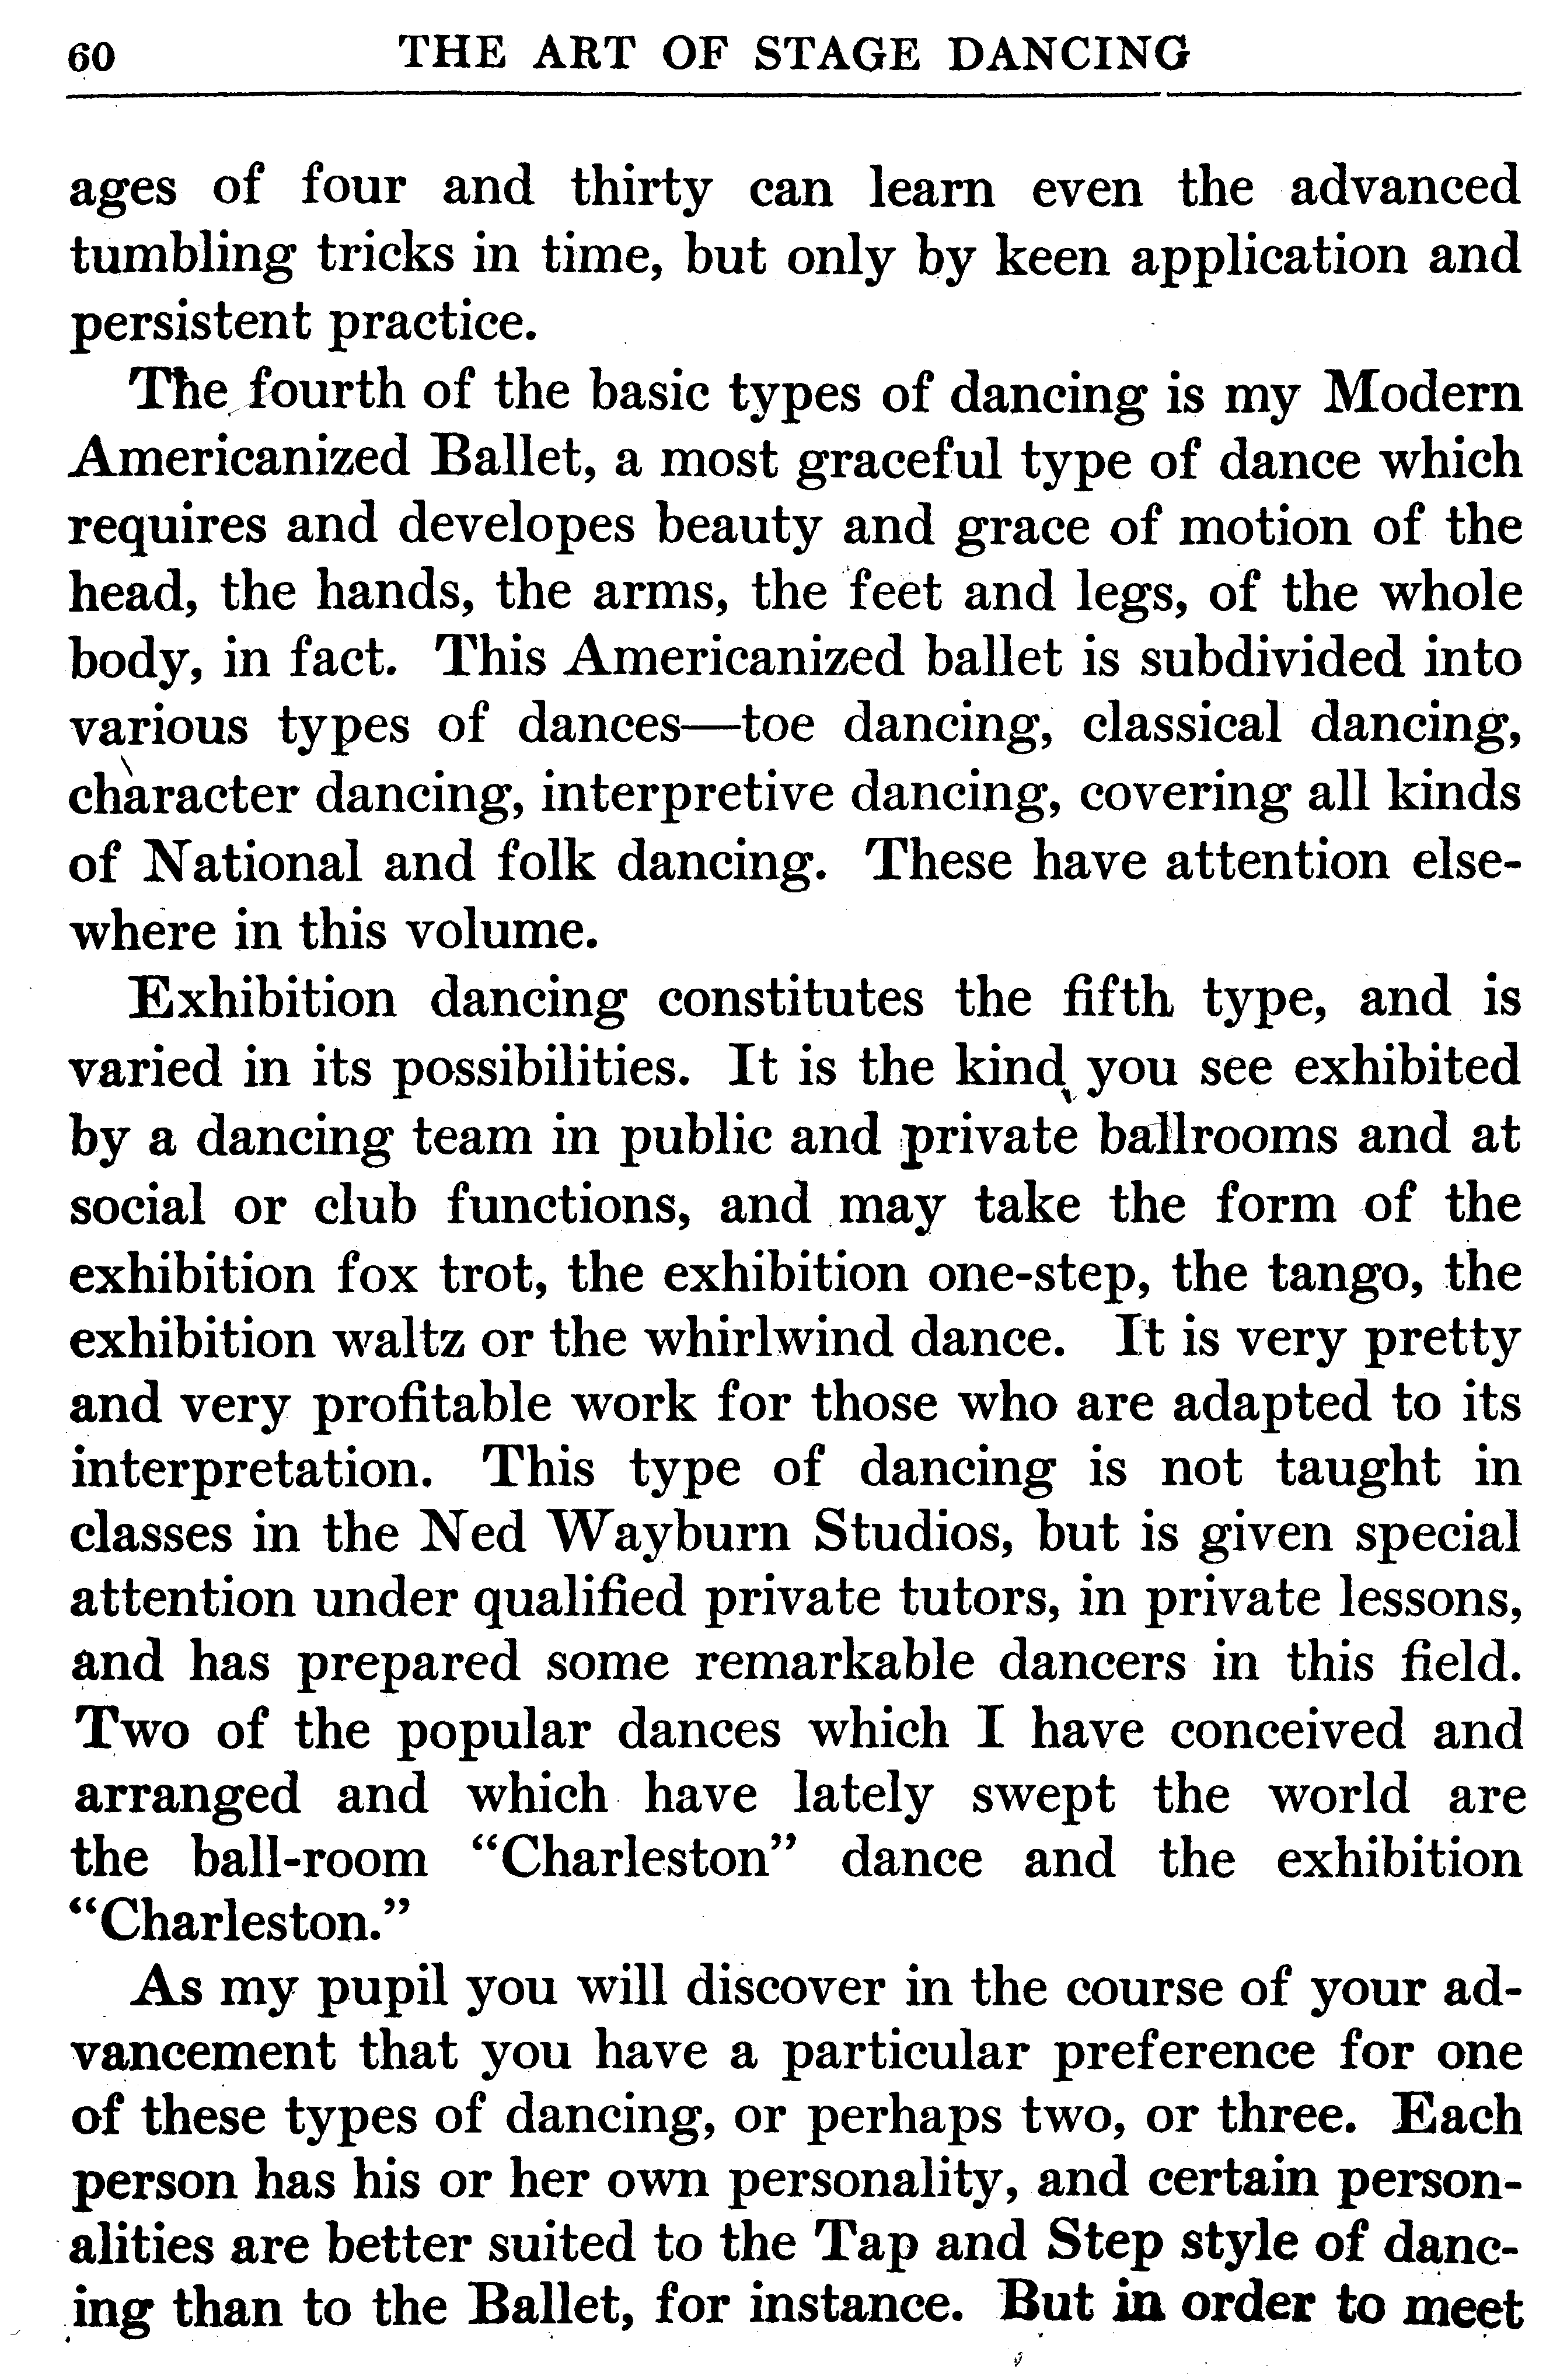 60 THE ART OF STAGE DANCING
ages of four and thirty can learn even the advanced
tumbling tricks in time, but only by keen application and
persistent practice.
The fourth of the basic types of dancing is my Modern
Americanized Ballet, a most graceful type of dance which
requires and developes beauty and grace of motion of the
head, the hands, the arms, the feet and legs, of the whole
body, in fact. This Americanized ballet is subdivided into
various types of dances—toe dancing, classical dancing,
character dancing, interpretive dancing, covering all kinds
of National and folk dancing. These have attention else-
where in this volume.
Exhibition dancing constitutes the fifth type, and is
varied in its possibilities. It is the kind you see exhibited
by a dancing team in public and private ballrooms and at
social or club functions, and may take the form of the
exhibition fox trot, the exhibition one-step, the tango, the
exhibition waltz or the whirlwind dance. It is very pretty
and very profitable work for those who are adapted to its
interpretation. This type of dancing is not taught in
classes in the Ned Wayburn Studios, but is given special
attention under qualified private tutors, in private lessons,
and has prepared some remarkable dancers in this field.
Two of the popular dances which I have conceived and
arranged and which have lately swept the world are
the ball-room “Charleston” dance and the exhibition
“Charleston.”
As my pupil you will discover in the course of your ad-
vancement that you have a particular preference for one
of these types of dancing, or perhaps two, or three. Each
person has his or her own personality, and certain person-
alities are better suited to the Tap and Step style of danc-
ing than to the Ballet, for instance. But in order to meet